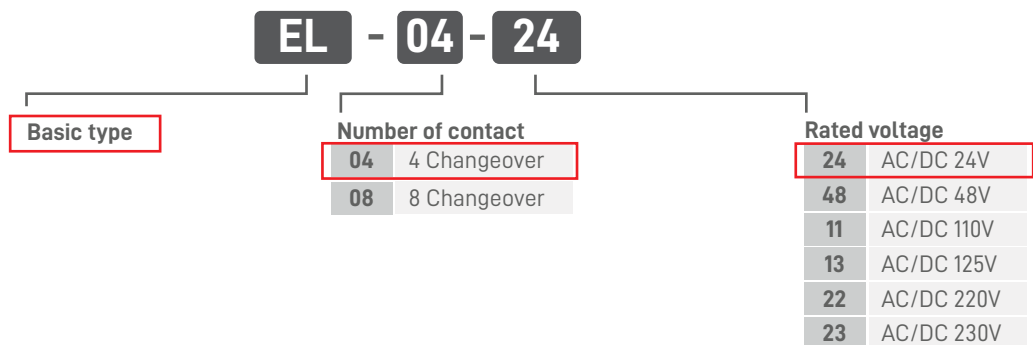 EL - 04 - 24
Basic type
Number of contact
04 4 Changeover
08 8 Changeover
Rated voltage
24 AC/DC 24V
48 AC/DC 48V
11 AC/DC 110V
13 AC/DC 125V
22 AC/DC 220V
23 AC/DC 230V